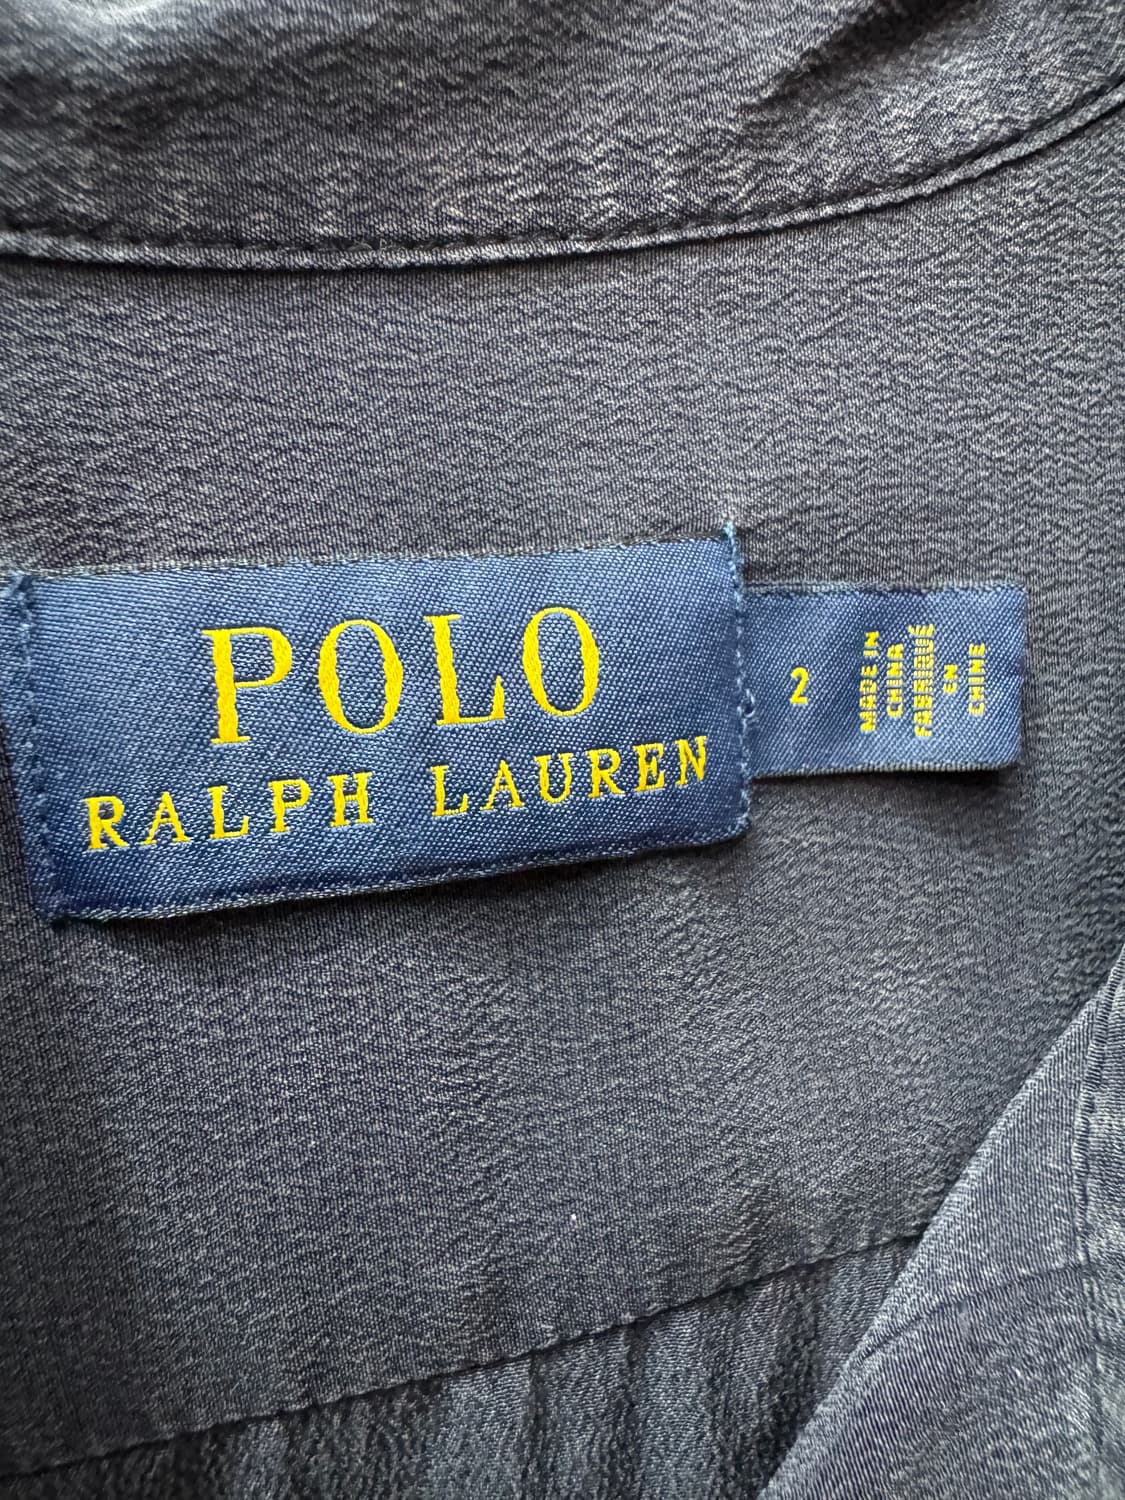 POLO
RALPH LAUREN
2
MADE IN
CHINA
FABRIQUÉ
EN
CHINE